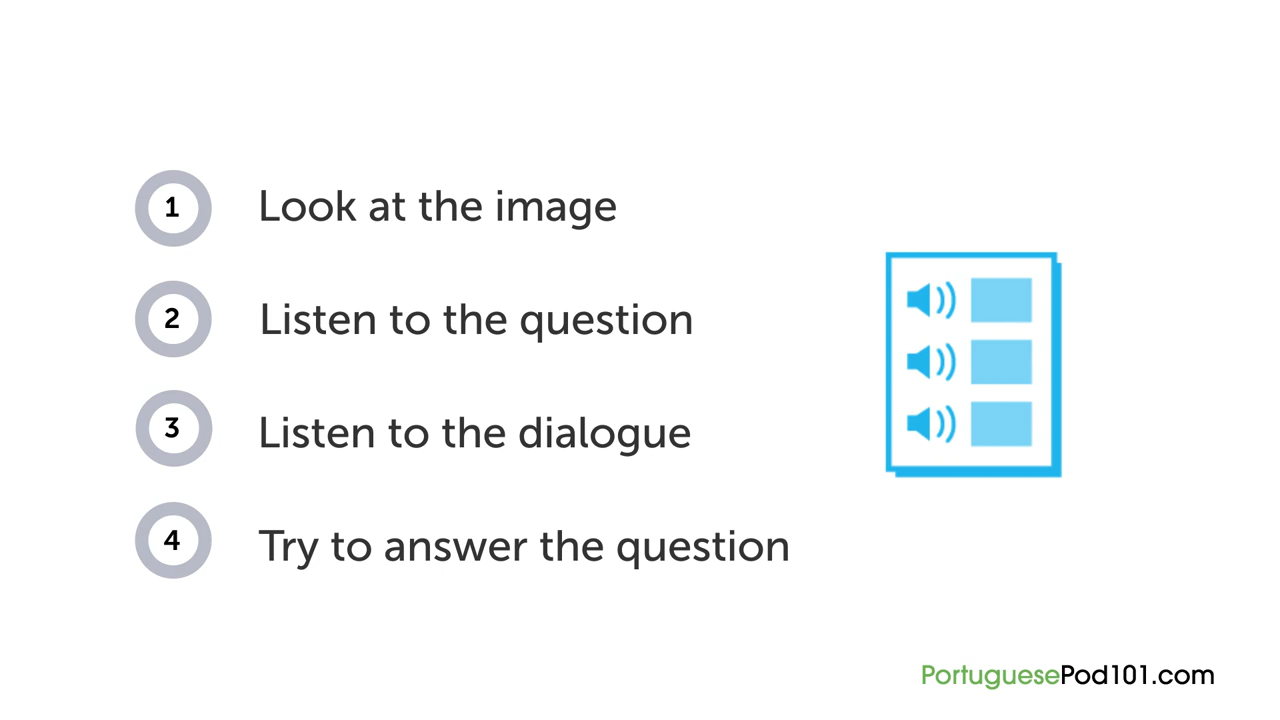 1 Look at the image
2 Listen to the question
3 Listen to the dialogue
4 Try to answer the question
PortuguesePod101.com